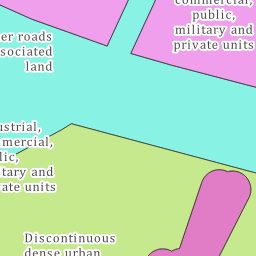 commercial,
public,
military and
private units
er roads
sociated
land
ustrial,
mercial,
lic,
tary and
ate units
Discontinuous
dense urban